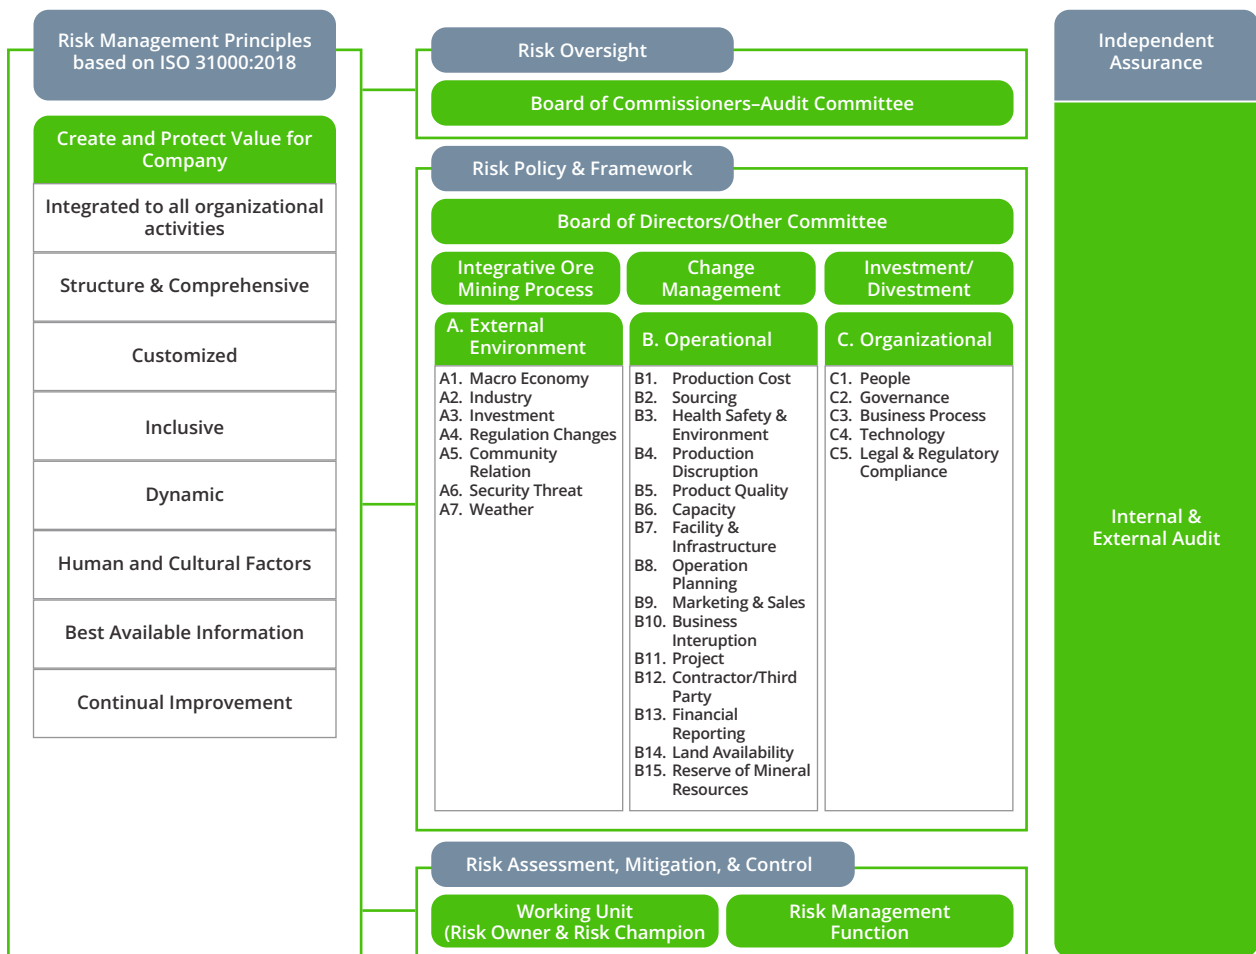 Risk Management Principles
based on ISO 31000:2018
Create and Protect Value for
Company
Integrated to all organizational
activities
Structure & Comprehensive
Customized
Inclusive
Dynamic
Human and Cultural Factors
Best Available Information
Continual Improvement
Risk Oversight
Board of Commissioners–Audit Committee
Risk Policy & Framework
Board of Directors/Other Committee
Integrative Ore
Mining Process
Change
Management
Investment/
Divestment
A. External
Environment
A1. Macro Economy
A2. Industry
A3. Investment
A4. Regulation Changes
A5. Community
Relation
A6. Security Threat
A7. Weather
B. Operational
B1. Production Cost
B2. Sourcing
B3. Health Safety &
Environment
B4. Production
Disruption
B5. Product Quality
B6. Capacity
B7. Facility &
Infrastructure
B8. Operation
Planning
B9. Marketing & Sales
B10. Business
Interuption
B11. Project
B12. Contractor/Third
Party
B13. Financial
Reporting
B14. Land Availability
B15. Reserve of Mineral
Resources
C. Organizational
C1. People
C2. Governance
C3. Business Process
C4. Technology
C5. Legal & Regulatory
Compliance
Risk Assessment, Mitigation, & Control
Working Unit
(Risk Owner & Risk Champion
Risk Management
Function
Independent
Assurance
Internal &
External Audit